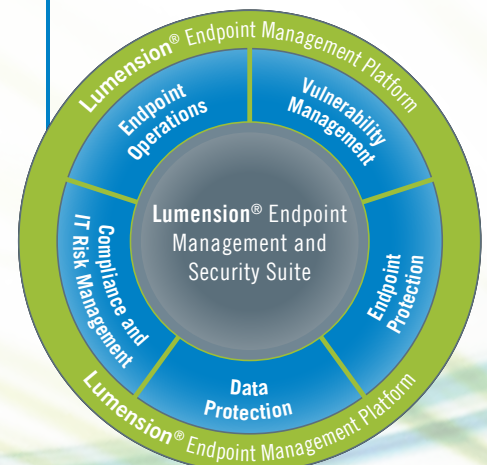 Lumension® Endpoint Management Platform
Endpoint
Operations
Vulnerability
Management
Lumension® Endpoint
Management and
Security Suite
Compliance and
IT Risk Management
Endpoint
Protection
Data
Protection
Lumension® Endpoint Management Platform